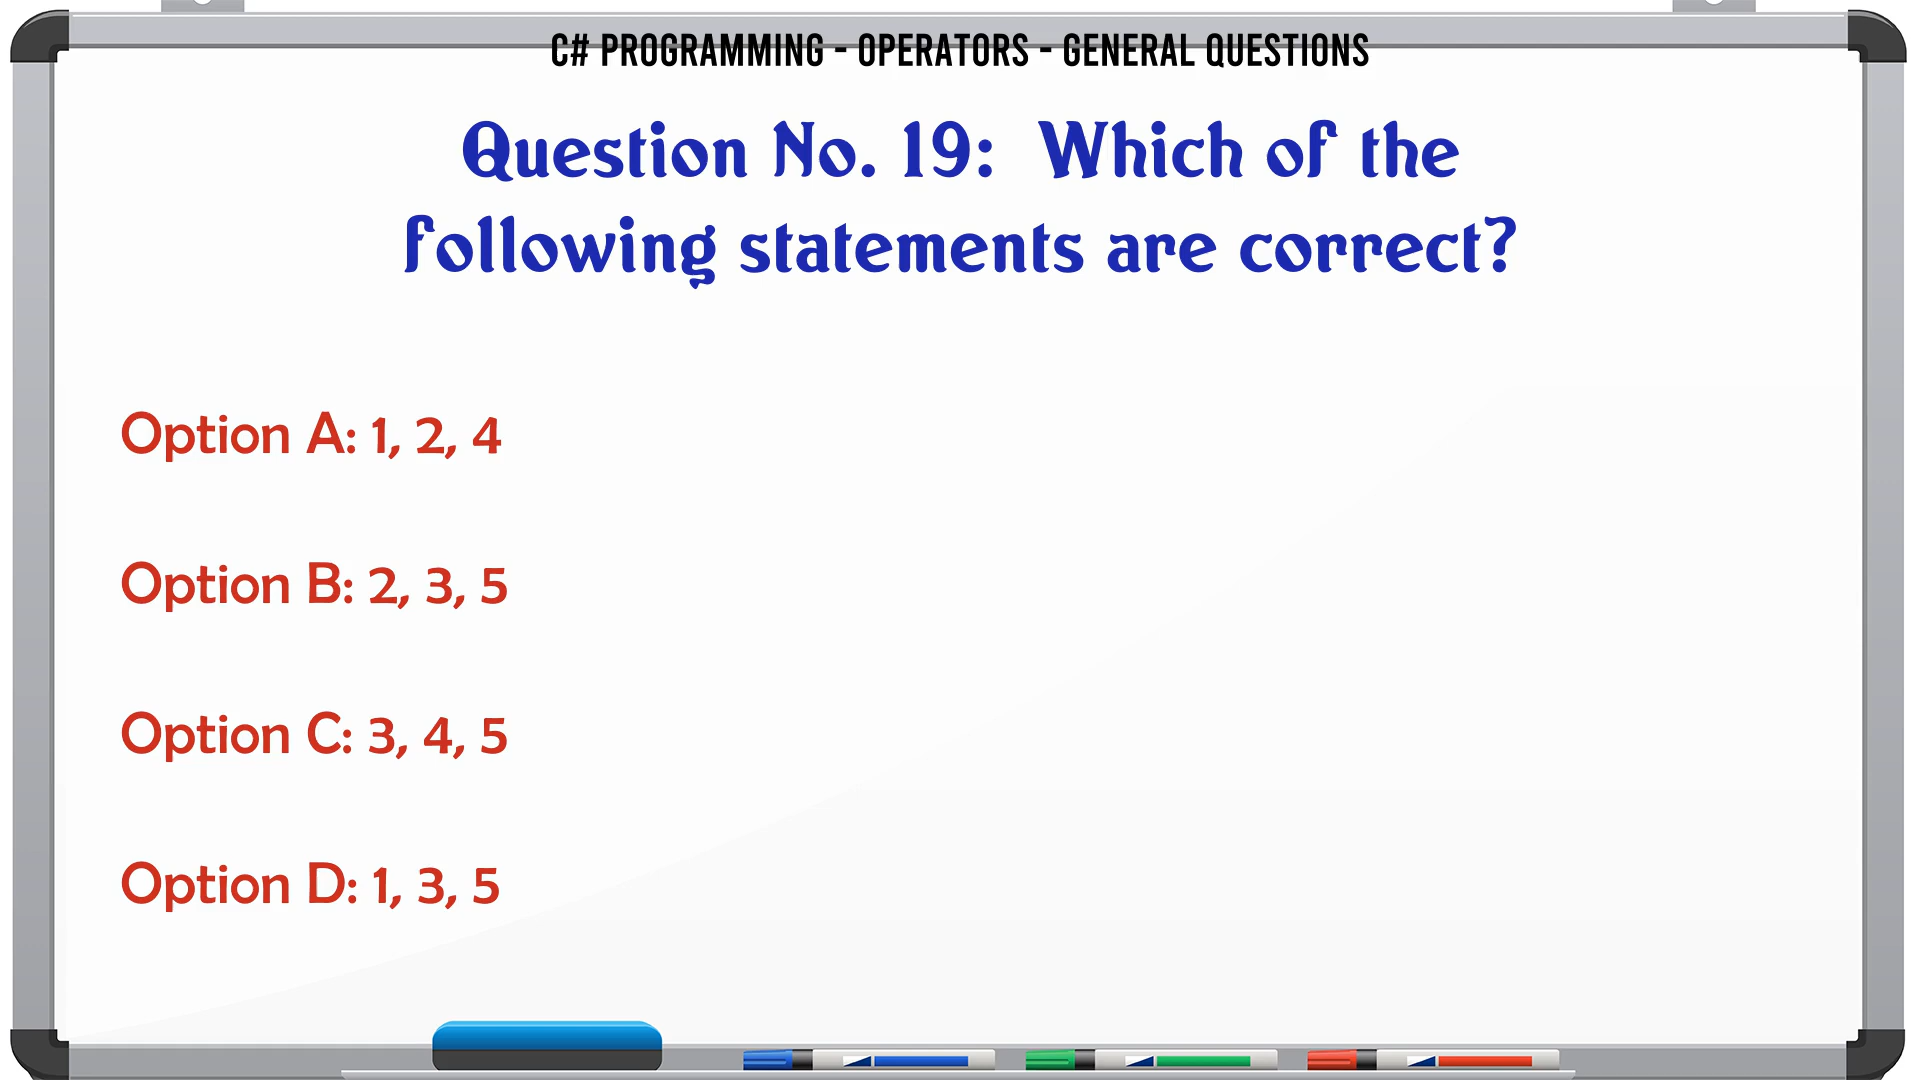 C# PROGRAMMING - OPERATORS - GENERAL QUESTIONS
Question No. 19:  Which of the
following statements are correct?
Option A: 1, 2, 4
Option B: 2, 3, 5
Option C: 3, 4, 5
Option D: 1, 3, 5